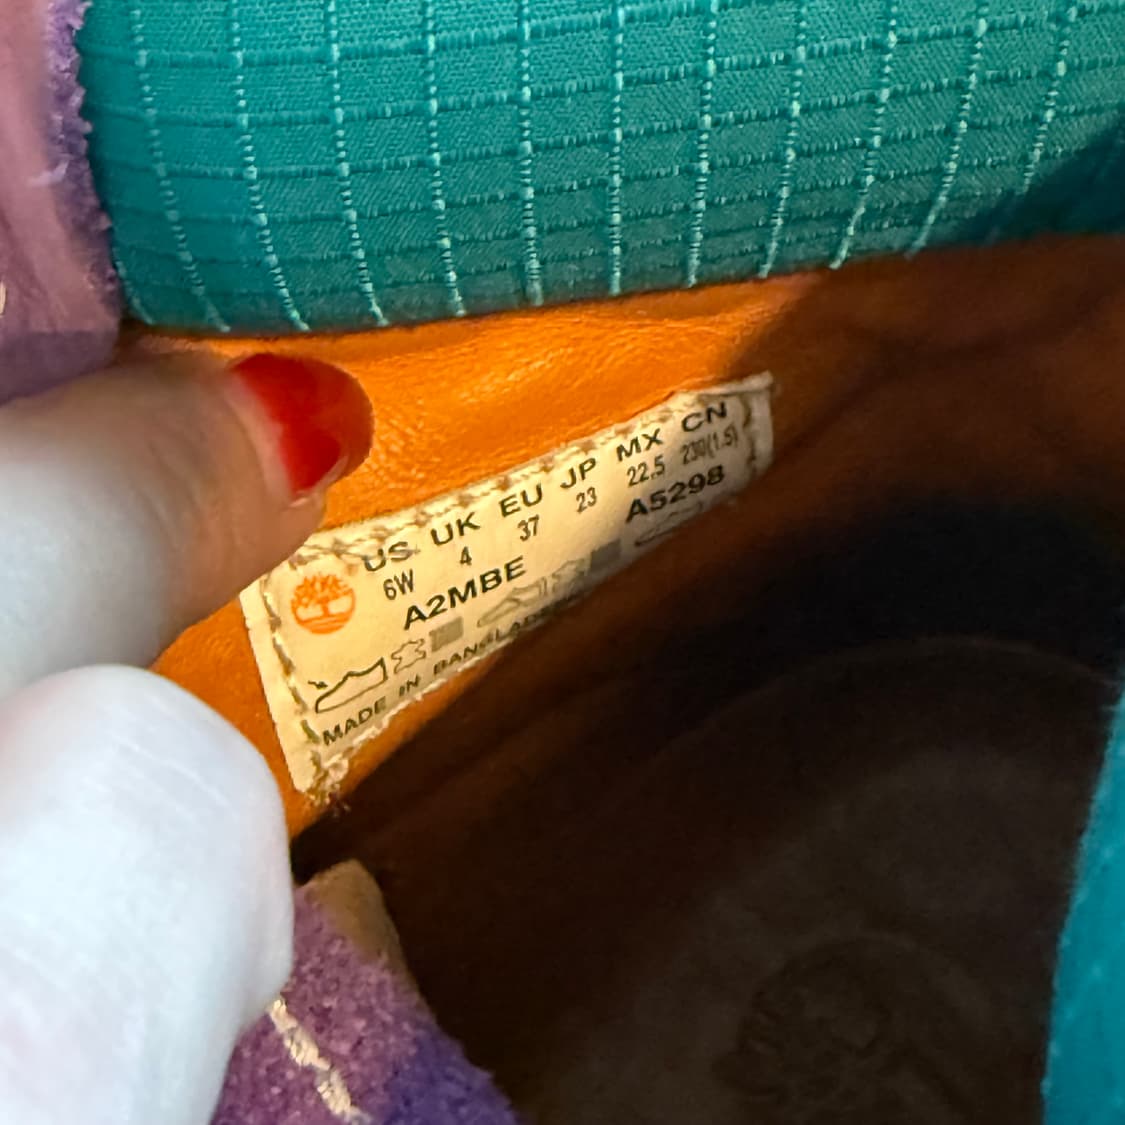 US UK EU JP MX CN
6W 4 37 23 22.5 230(1.5)
A2MBE A5298
MADE IN BANGLADESH